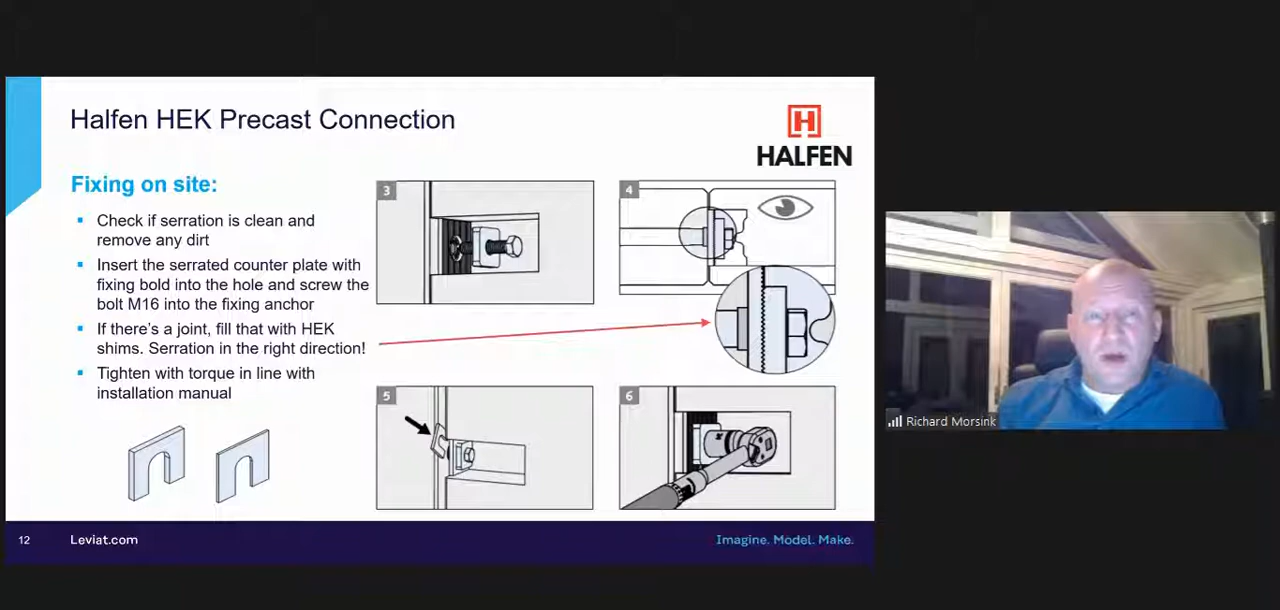 Halfen HEK Precast Connection
HALFEN
Fixing on site:
Check if serration is clean and
remove any dirt
Insert the serrated counter plate with
fixing bold into the hole and screw the
bolt M16 into the fixing anchor
If there's a joint, fill that with HEK
shims. Serration in the right direction!
Tighten with torque in line with
installation manual
3
4
5
6
12
Leviat.com
Imagine. Model. Make.
Richard Morsink